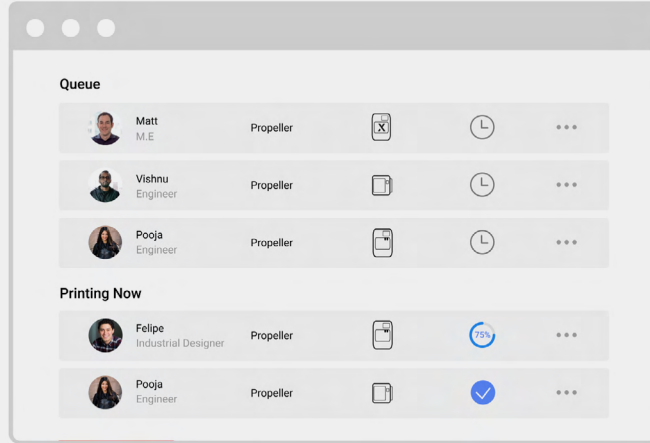 Queue
Matt
M.E
Propeller
X
Vishnu
Engineer
Propeller
Pooja
Engineer
Propeller
Printing Now
Felipe
Industrial Designer
Propeller
75%
Pooja
Engineer
Propeller